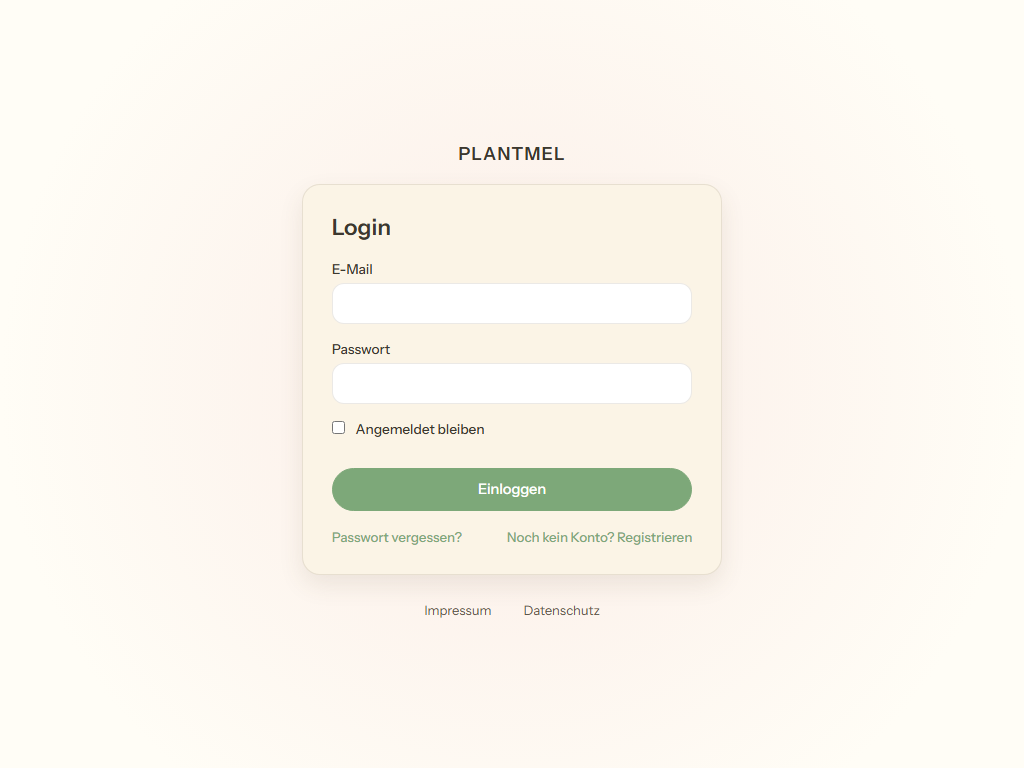 PLANTMEL
Login
E-Mail
Passwort
Angemeldet bleiben
Einloggen
Passwort vergessen? Noch kein Konto? Registrieren
Impressum Datenschutz